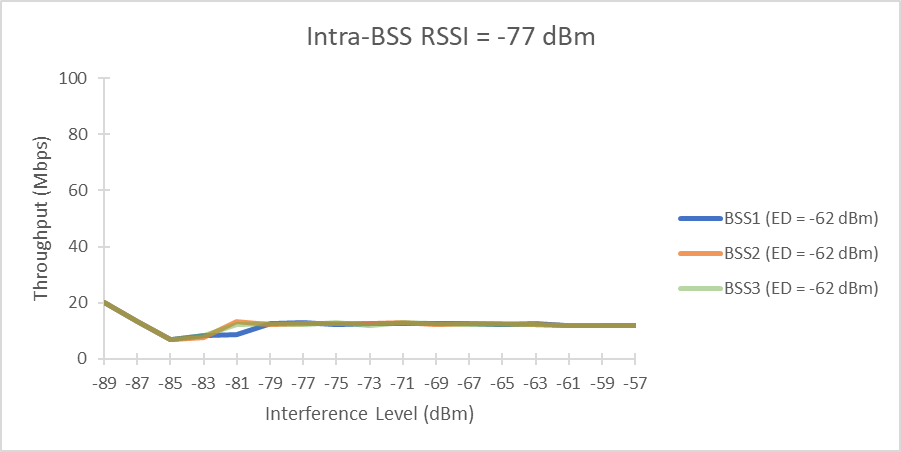 Intra-BSS RSSI = -77 dBm
Throughput (Mbps)
100
80
60
40
20
0
-89 -87 -85 -83 -81 -79 -77 -75 -73 -71 -69 -67 -65 -63 -61 -59 -57
Interference Level (dBm)
BSS1 (ED = -62 dBm)
BSS2 (ED = -62 dBm)
BSS3 (ED = -62 dBm)